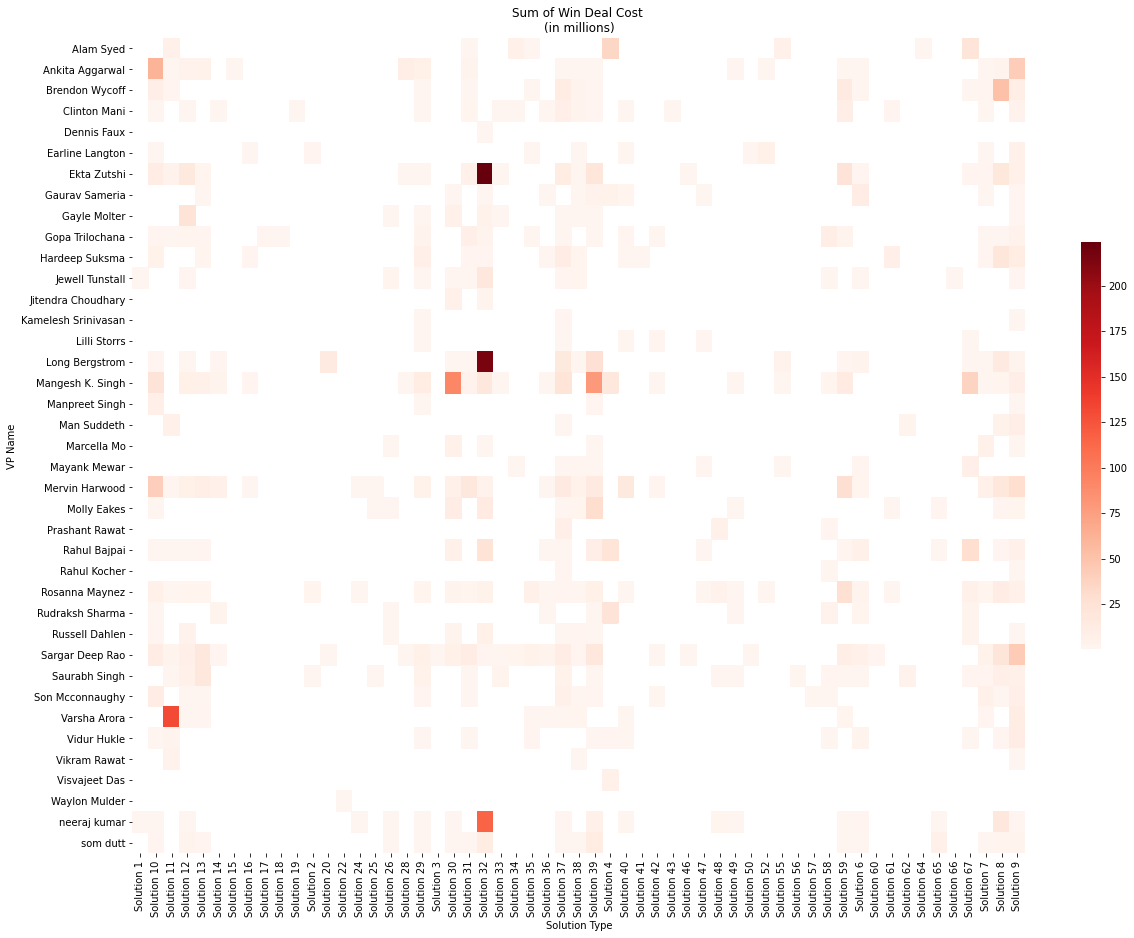 Sum of Win Deal Cost
(in millions)
VP Name
Alam Syed
Ankita Aggarwal
Brendon Wycoff
Clinton Mani
Dennis Faux
Earline Langton
Ekta Zutshi
Gaurav Sameria
Gayle Molter
Gopa Trilochana
Hardeep Suksma
Jewell Tunstall
Jitendra Choudhary
Kamelesh Srinivasan
Lilli Storrs
Long Bergstrom
Mangesh K. Singh
Manpreet Singh
Man Suddeth
Marcella Mo
Mayank Mewar
Mervin Harwood
Molly Eakes
Prashant Rawat
Rahul Bajpai
Rahul Kocher
Rosanna Maynez
Rudraksh Sharma
Russell Dahlen
Sargar Deep Rao
Saurabh Singh
Son Mcconnaughy
Varsha Arora
Vidur Hukle
Vikram Rawat
Visvajeet Das
Waylon Mulder
neeraj kumar
som dutt
Solution 1
Solution 10
Solution 11
Solution 12
Solution 13
Solution 14
Solution 15
Solution 16
Solution 17
Solution 18
Solution 19
Solution 2
Solution 20
Solution 22
Solution 24
Solution 25
Solution 26
Solution 28
Solution 29
Solution 3
Solution 30
Solution 31
Solution 32
Solution 33
Solution 34
Solution 35
Solution 36
Solution 37
Solution 38
Solution 39
Solution 4
Solution 40
Solution 41
Solution 42
Solution 43
Solution 46
Solution 47
Solution 48
Solution 49
Solution 50
Solution 52
Solution 55
Solution 56
Solution 57
Solution 58
Solution 59
Solution 6
Solution 60
Solution 61
Solution 62
Solution 64
Solution 65
Solution 66
Solution 67
Solution 7
Solution 8
Solution 9
Solution Type
200
175
150
125
100
75
50
25